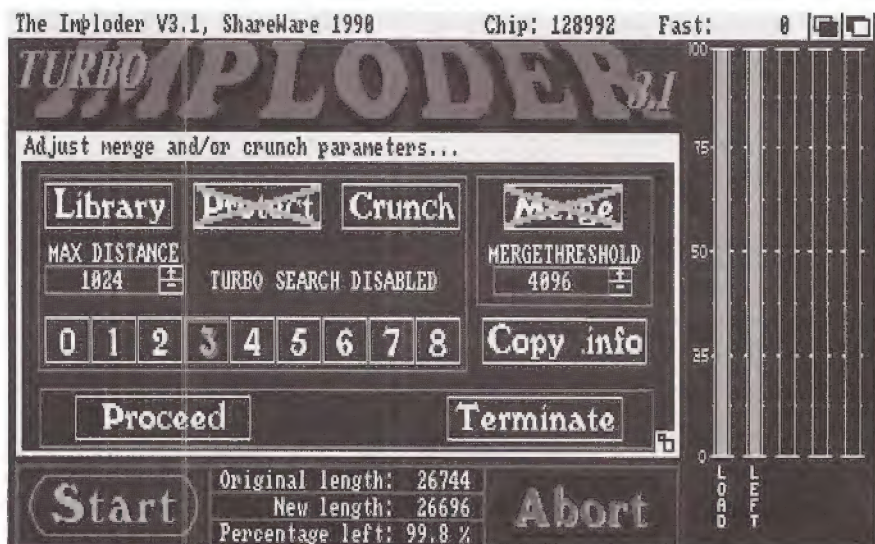 The Imploder V3.1, ShareWare 1990 Chip: 128992 Fast: 0
TURBO IMPLODER 3.1
Adjust merge and/or crunch parameters...
Library Protect Crunch Merge
MAX DISTANCE
1024 + -
TURBO SEARCH DISABLED
MERGETHRESHOLD
4096 + -
0 1 2 3 4 5 6 7 8
Copy .info
Proceed Terminate
Start
Original length: 26744
New length: 26696
Percentage left: 99.8 %
Abort
100
75
50
25
0
LOAD
LEFT